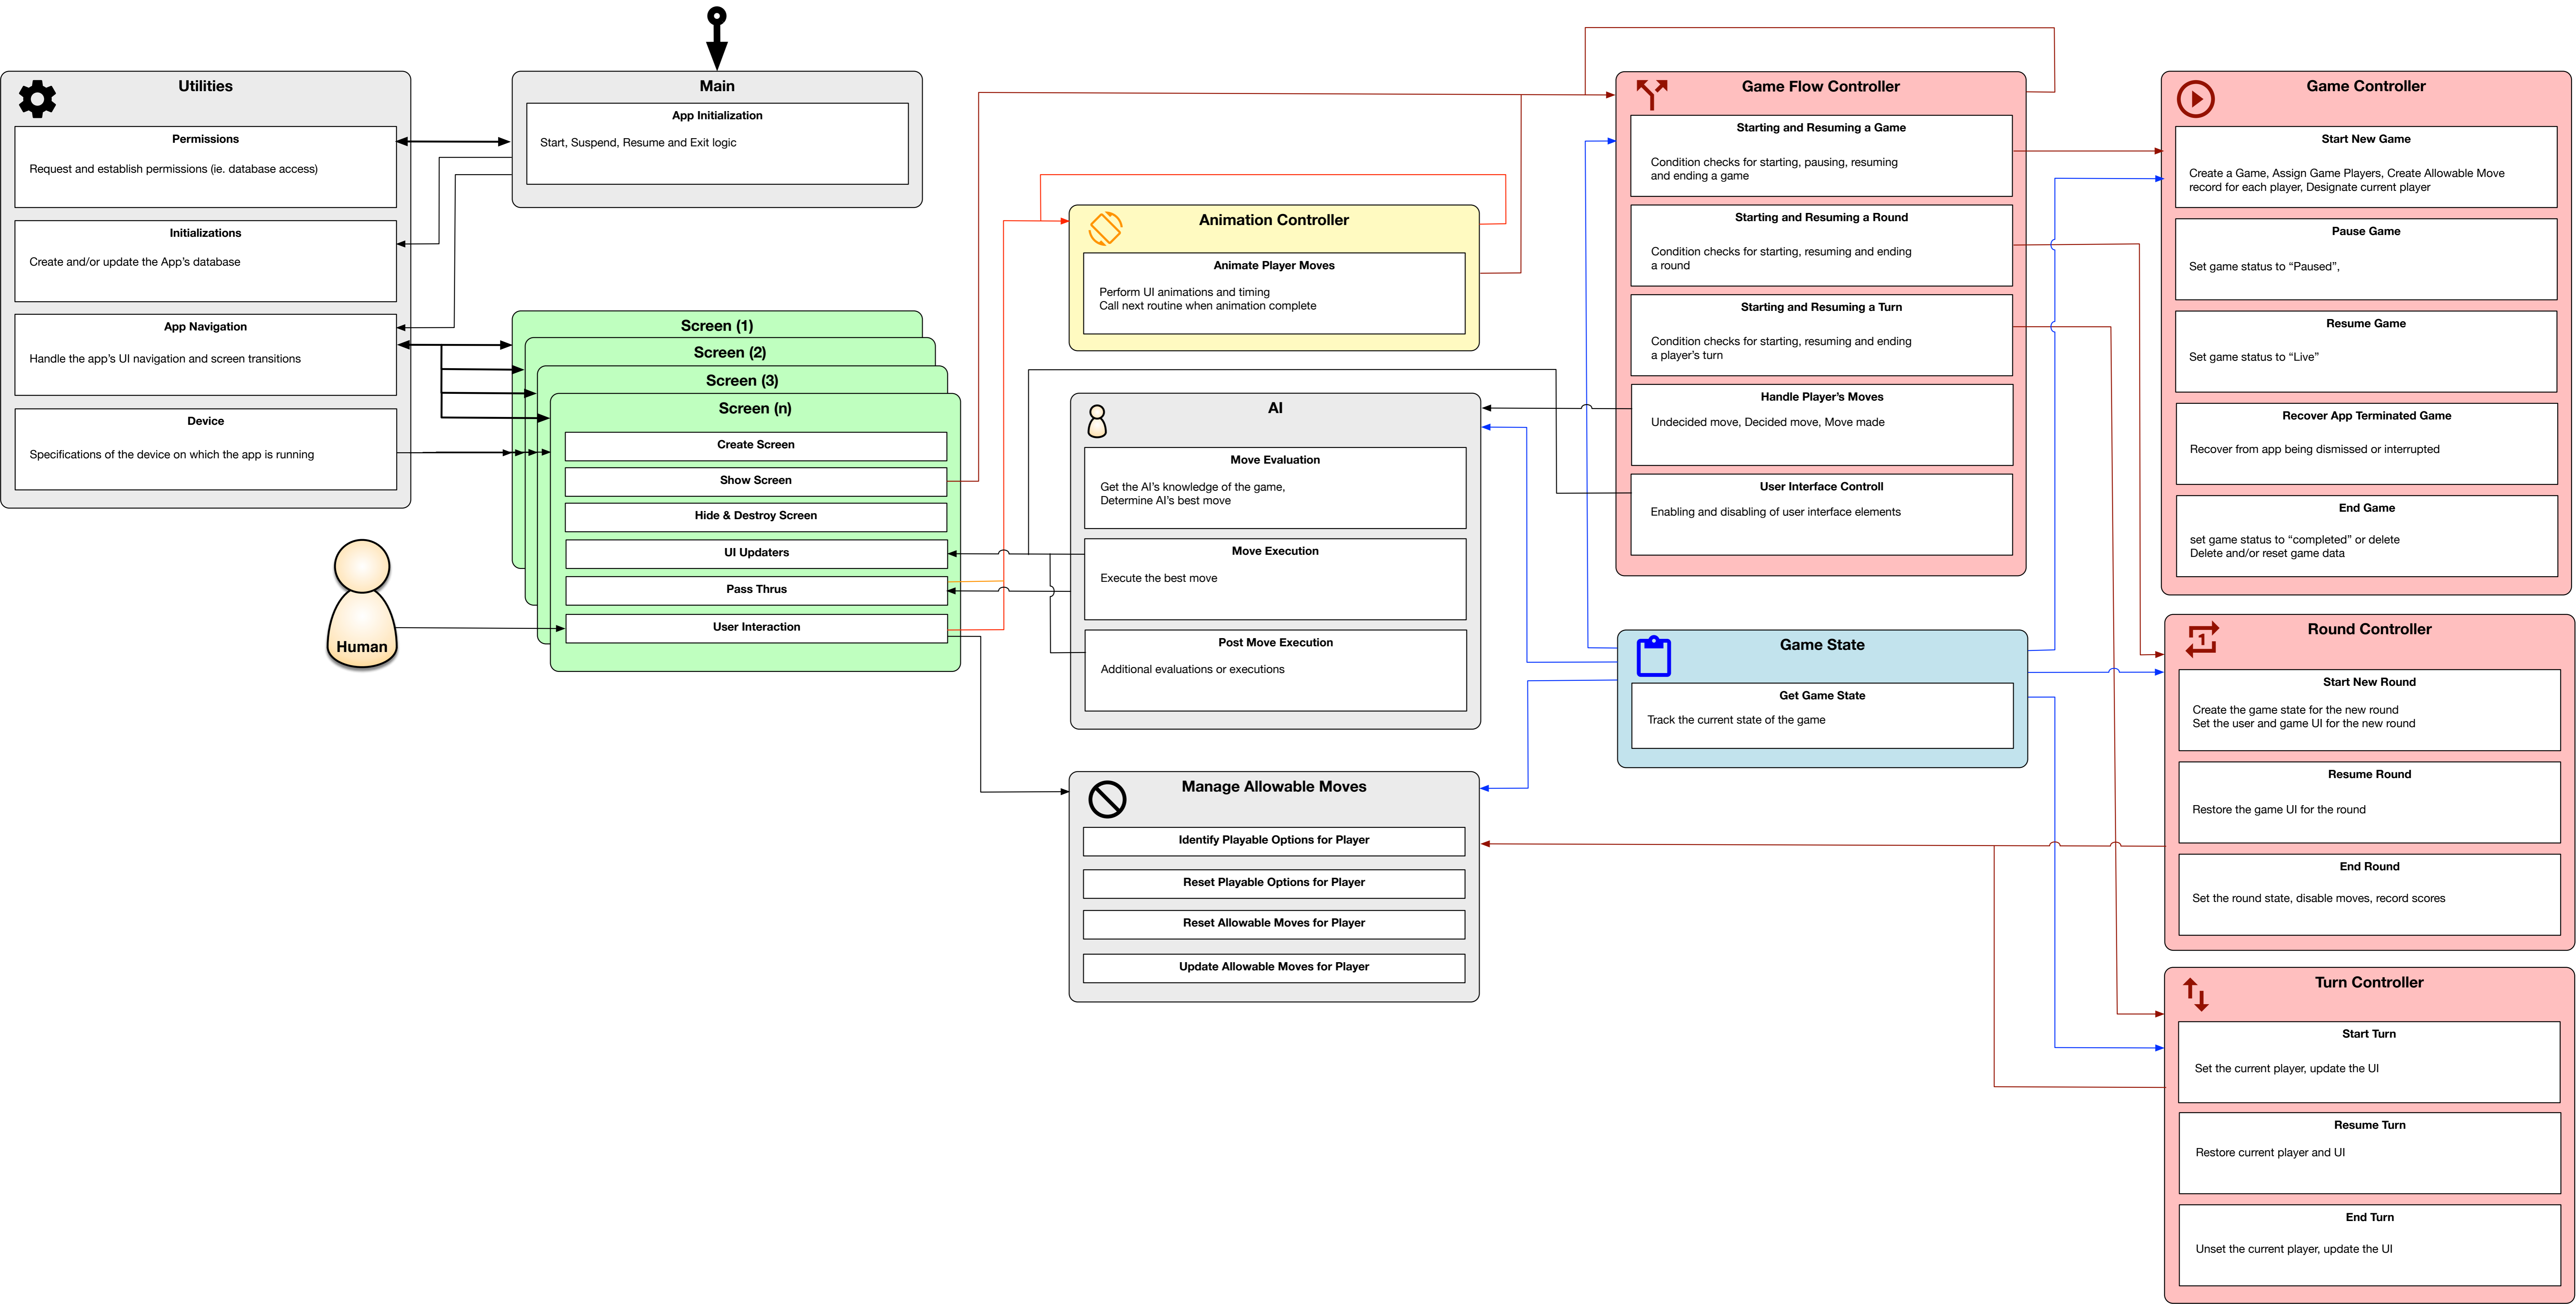 Utilities
Permissions
Request and establish permissions (ie. database access)
Initializations
Create and/or update the App's database
App Navigation
Handle the app's UI navigation and screen transitions
Device
Specifications of the device on which the app is running
Main
App Initialization
Start, Suspend, Resume and Exit logic
Screen (1)
Screen (2)
Screen (3)
Screen (n)
Create Screen
Show Screen
Hide & Destroy Screen
UI Updaters
Pass Thrus
User Interaction
Human
Animation Controller
Animate Player Moves
Perform UI animations and timing
Call next routine when animation complete
AI
Move Evaluation
Get the AI's knowledge of the game,
Determine AI's best move
Move Execution
Execute the best move
Post Move Execution
Additional evaluations or executions
Manage Allowable Moves
Identify Playable Options for Player
Reset Playable Options for Player
Reset Allowable Moves for Player
Update Allowable Moves for Player
Game Flow Controller
Starting and Resuming a Game
Condition checks for starting, pausing, resuming
and ending a game
Starting and Resuming a Round
Condition checks for starting, resuming and ending
a round
Starting and Resuming a Turn
Condition checks for starting, resuming and ending
a player's turn
Handle Player's Moves
Undecided move, Decided move, Move made
User Interface Controll
Enabling and disabling of user interface elements
Game State
Get Game State
Track the current state of the game
Game Controller
Start New Game
Create a Game, Assign Game Players, Create Allowable Move
record for each player, Designate current player
Pause Game
Set game status to “Paused”,
Resume Game
Set game status to “Live”
Recover App Terminated Game
Recover from app being dismissed or interrupted
End Game
set game status to “completed” or delete
Delete and/or reset game data
1
Round Controller
Start New Round
Create the game state for the new round
Set the user and game UI for the new round
Resume Round
Restore the game UI for the round
End Round
Set the round state, disable moves, record scores
Turn Controller
Start Turn
Set the current player, update the UI
Resume Turn
Restore current player and UI
End Turn
Unset the current player, update the UI